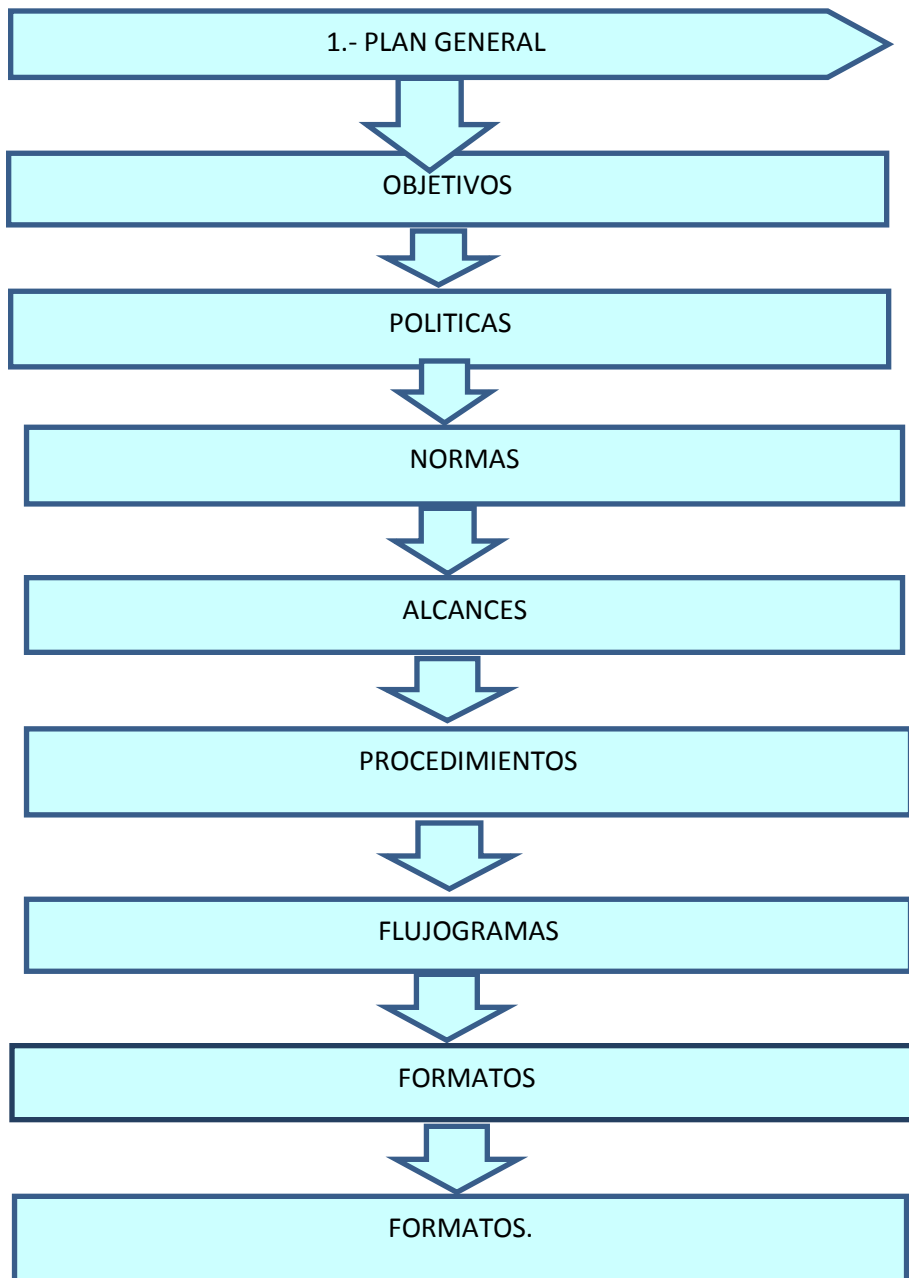 1.- PLAN GENERAL
OBJETIVOS
POLITICAS
NORMAS
ALCANCES
PROCEDIMIENTOS
FLUJOGRAMAS
FORMATOS
FORMATOS.